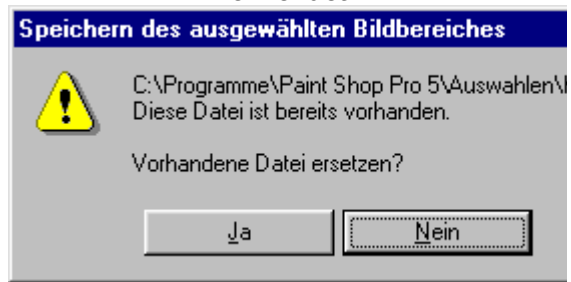 Speichern des ausgewählten Bildbereiches
C:\Programme\Paint Shop Pro 5\Auswahlen\
Diese Datei ist bereits vorhanden.
Vorhandene Datei ersetzen?
Ja
Nein